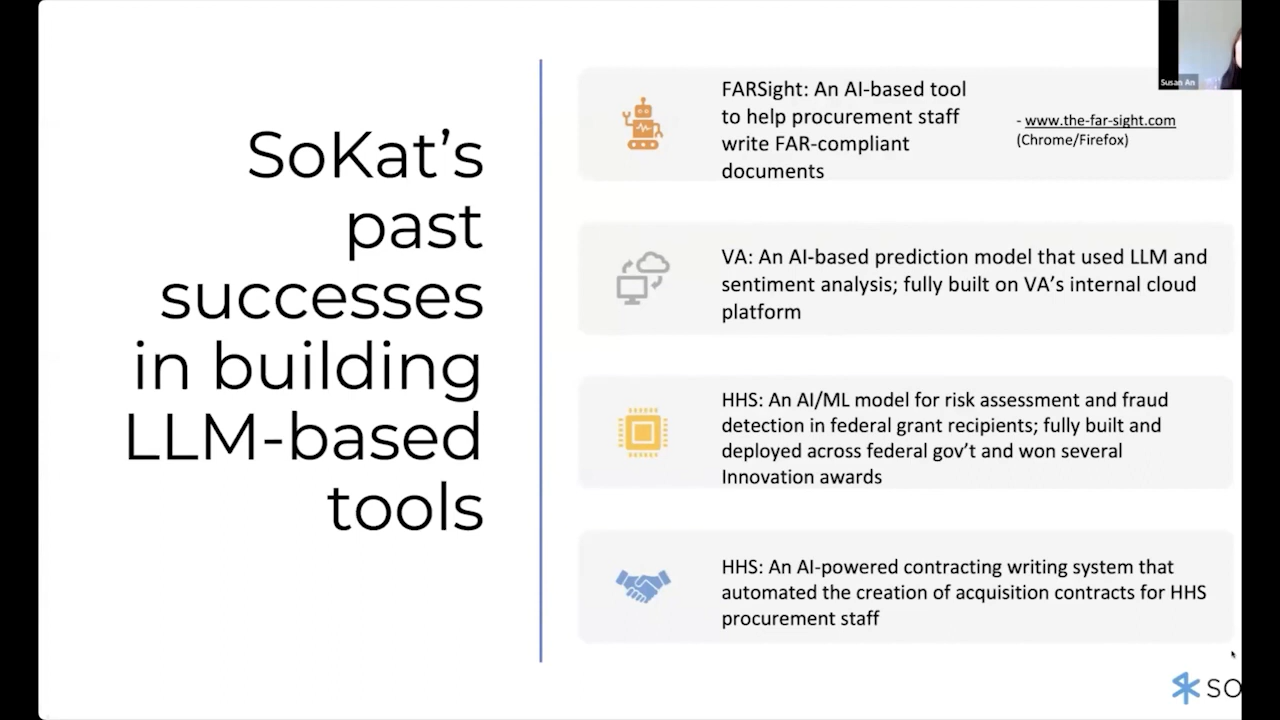 SoKat's
past
successes
in building
LLM-based
tools
FARSight: An AI-based tool
to help procurement staff
write FAR-compliant
documents
- www.the-far-sight.com
(Chrome/Firefox)
VA: An AI-based prediction model that used LLM and
sentiment analysis; fully built on VA's internal cloud
platform
HHS: An AI/ML model for risk assessment and fraud
detection in federal grant recipients; fully built and
deployed across federal gov't and won several
Innovation awards
HHS: An AI-powered contracting writing system that
automated the creation of acquisition contracts for HHS
procurement staff
Susan An
SO